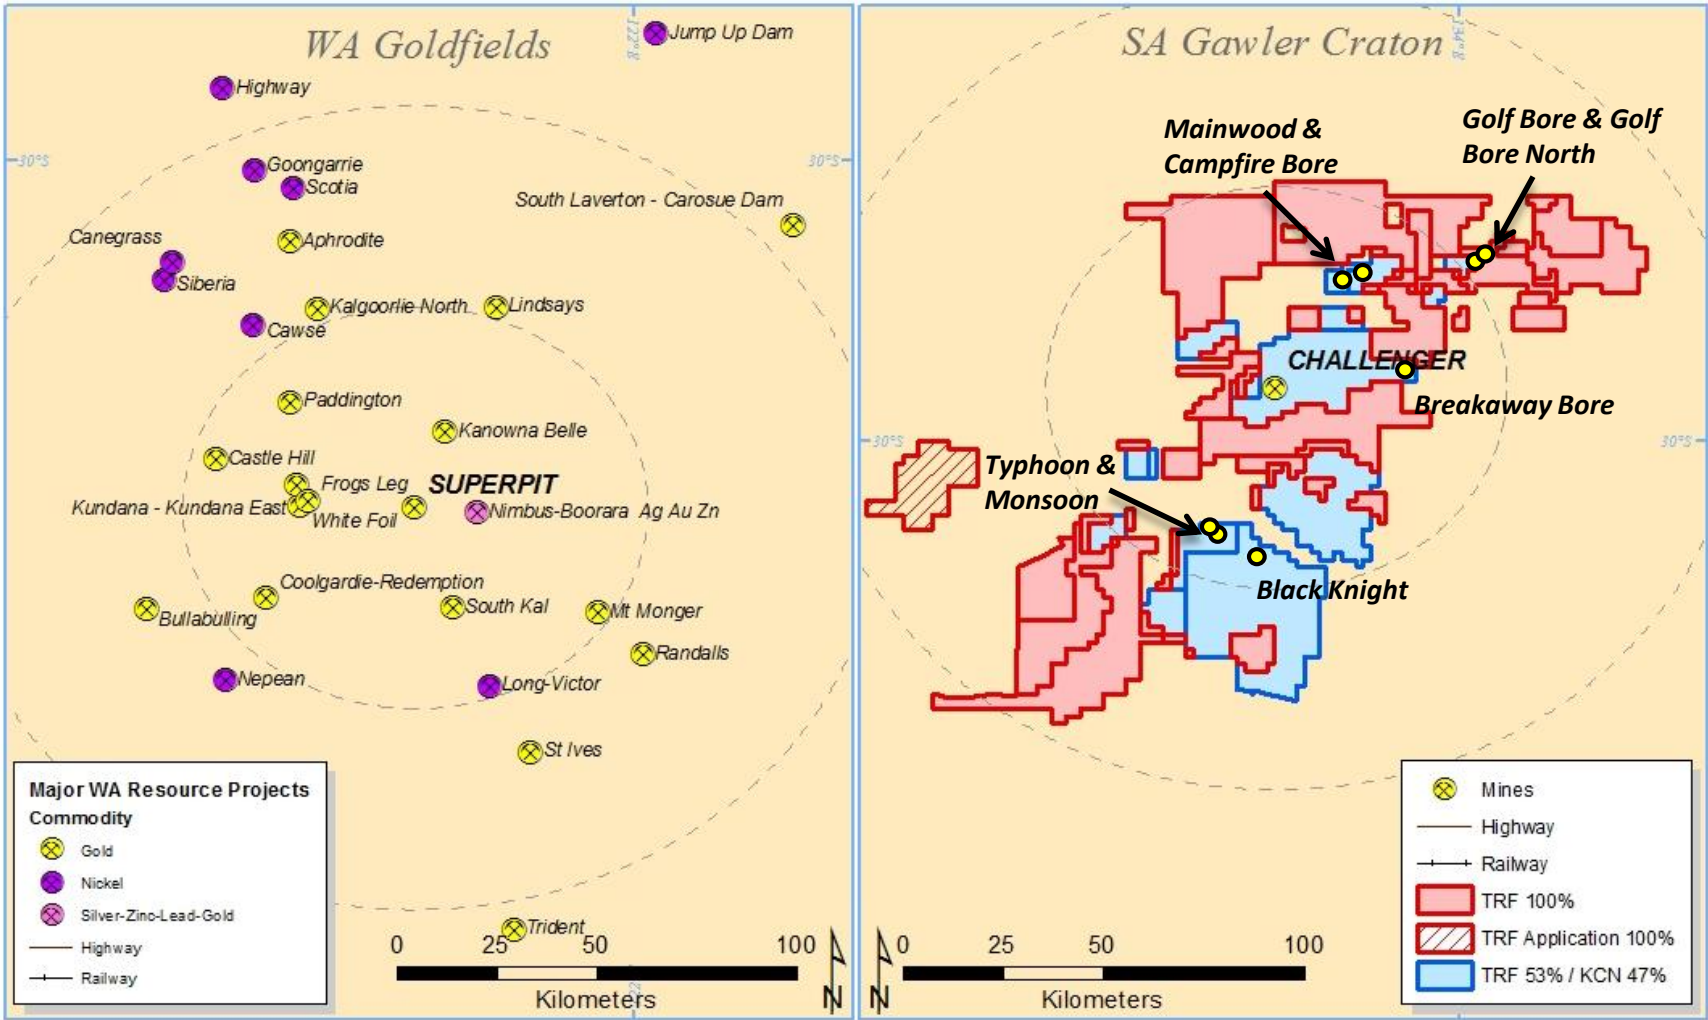 WA Goldfields
122°E
Jump Up Dam
Highway
30°S
30°S
Goongarrie
Scotia
South Laverton - Carosue Dam
Canegrass
Aphrodite
Siberia
Kalgoorlie North
Lindsays
Cawse
Paddington
Kanowna Belle
Castle Hill
Frogs Leg
SUPERPIT
Kundana - Kundana East
White Foil
Nimbus-Boorara Ag Au Zn
Coolgardie-Redemption
South Kal
Mt Monger
Bullabulling
Randalls
Nepean
Long-Victor
St Ives
Trident
Major WA Resource Projects
Commodity
Gold
Nickel
Silver-Zinc-Lead-Gold
Highway
Railway
0 25 50 100
Kilometers
N
SA Gawler Craton
134°E
Mainwood &
Campfire Bore
Golf Bore & Golf
Bore North
CHALLENGER
Breakaway Bore
30°S
30°S
Typhoon &
Monsoon
Black Knight
Mines
Highway
Railway
TRF 100%
TRF Application 100%
TRF 53% / KCN 47%
N
0 25 50 100
Kilometers